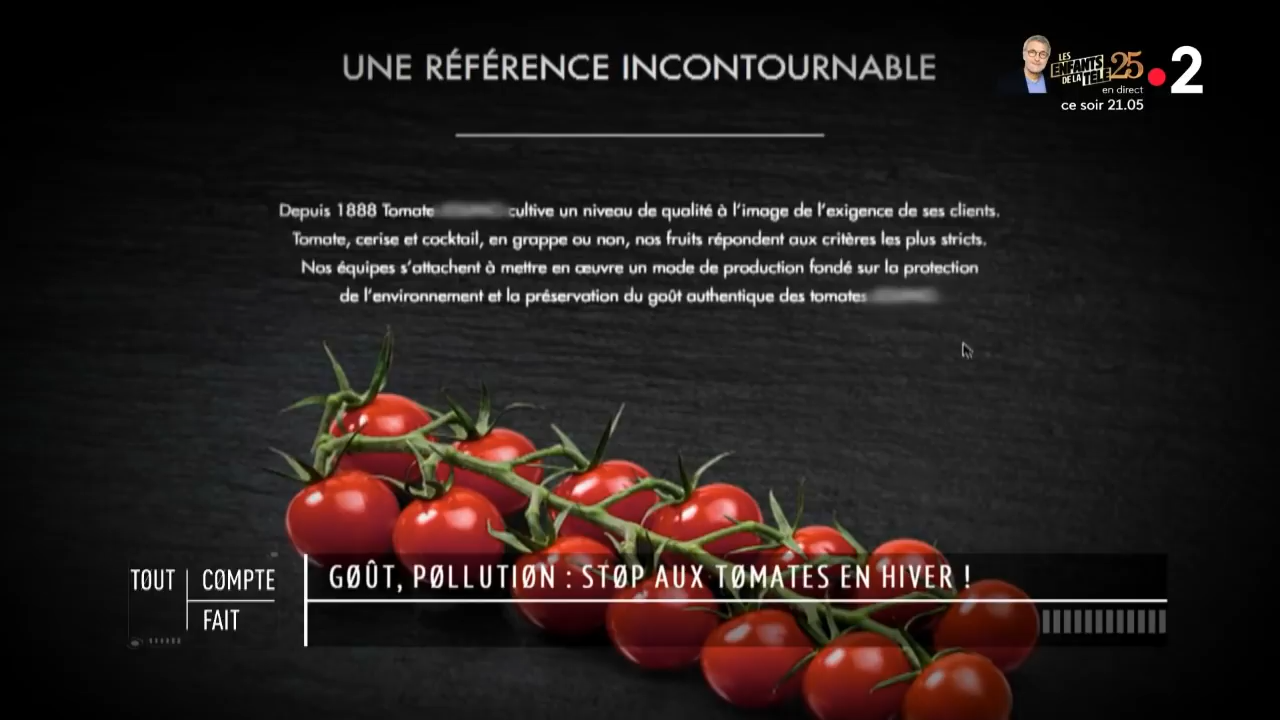 UNE RÉFÉRENCE INCONTOURNABLE
LES
ENFANTS
DE LA TÉLÉ
25
en direct
ce soir 21.05
2
Depuis 1888 Tomate cultive un niveau de qualité à l'image de l'exigence de ses clients.
Tomate, cerise et cocktail, en grappe ou non, nos fruits répondent aux critères les plus stricts.
Nos équipes s'attachent à mettre en œuvre un mode de production fondé sur la protection
de l'environnement et la préservation du goût authentique des tomates
TØUT
CØMPTE
FAIT
GØÛT, PØLLUTIØN : STØP AUX TØMATES EN HIVER !